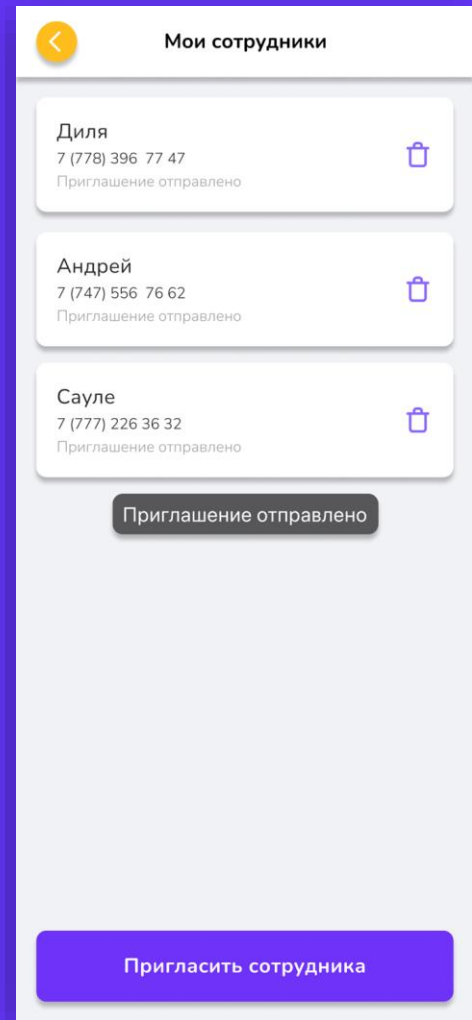 Мои сотрудники
Диля
7 (778) 396 77 47
Приглашение отправлено
Андрей
7 (747) 556 76 62
Приглашение отправлено
Сауле
7 (777) 226 36 32
Приглашение отправлено
Приглашение отправлено
Пригласить сотрудника